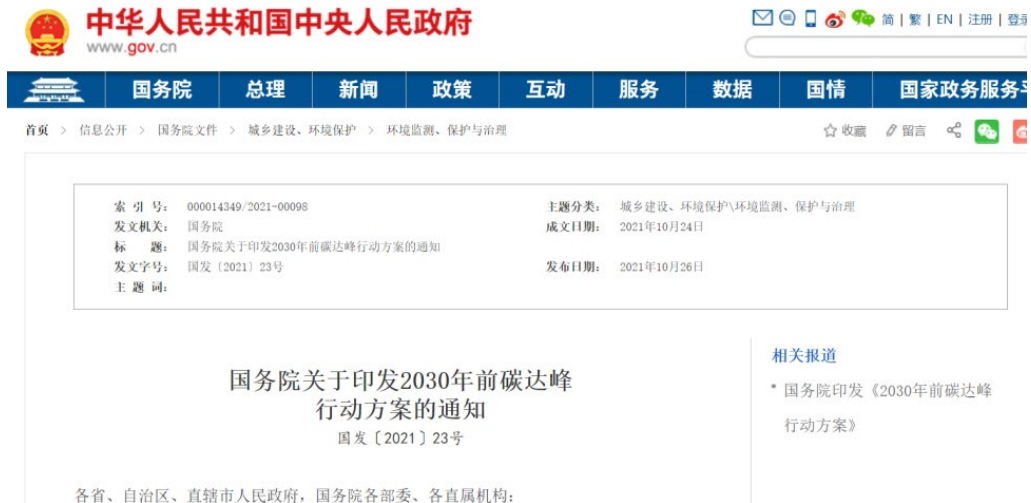 中华人民共和国中央人民政府
www.gov.cn
简 | 繁 | EN | 注册 | 登录
国务院 总理 新闻 政策 互动 服务 数据 国情 国家政务服务平
首页 > 信息公开 > 国务院文件 > 城乡建设、环境保护 > 环境监测、保护与治理
收藏 留言
索 引 号: 000014349/2021-00098 主题分类: 城乡建设、环境保护\环境监测、保护与治理
发文机关: 国务院 成文日期: 2021年10月24日
标 题: 国务院关于印发2030年前碳达峰行动方案的通知
发文字号: 国发〔2021〕23号 发布日期: 2021年10月26日
主 题 词:
国务院关于印发2030年前碳达峰
行动方案的通知
国发〔2021〕23号
相关报道
• 国务院印发《2030年前碳达峰
行动方案》
各省、自治区、直辖市人民政府，国务院各部委、各直属机构：